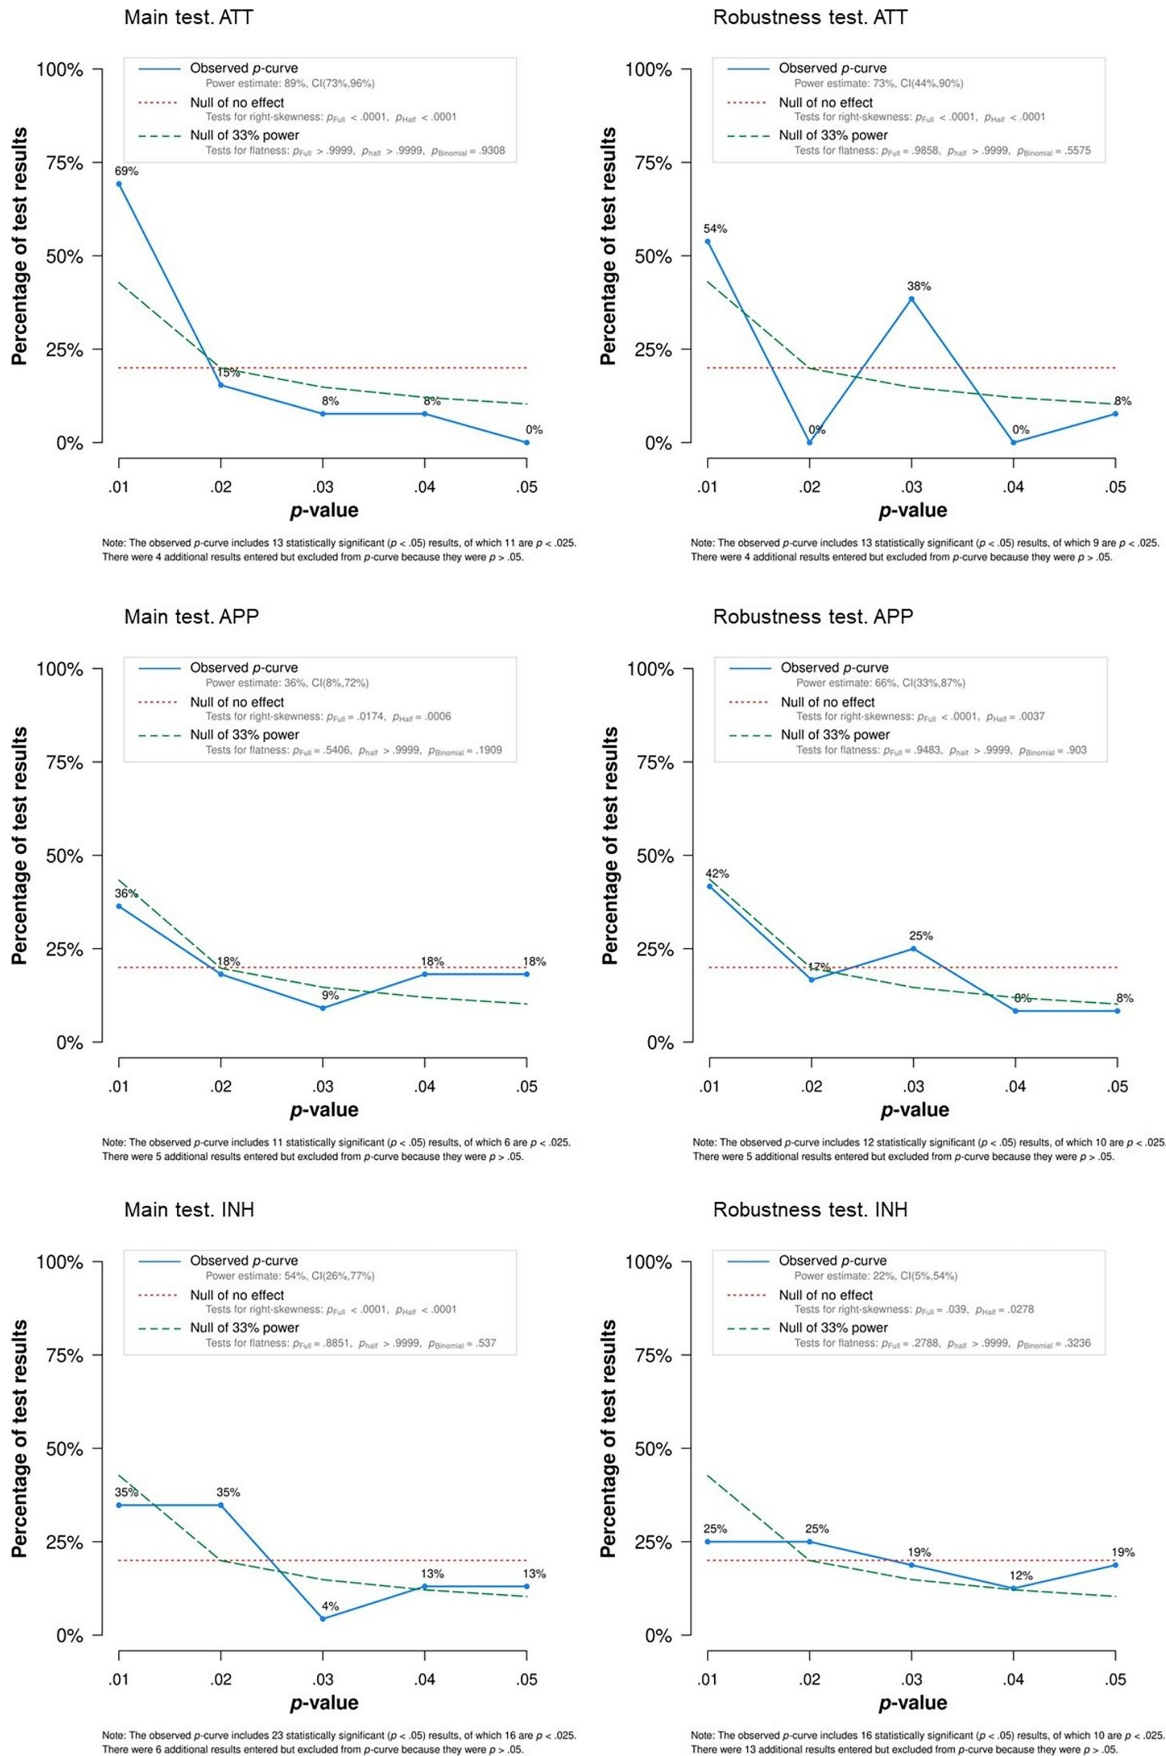 Main test. ATT
Percentage of test results
100%
75%
50%
25%
0%
Observed p-curve
Power estimate: 89%, CI(73%,96%)
Null of no effect
Tests for right-skewness: pFull < .0001, pHalf < .0001
Null of 33% power
Tests for flatness: pFull > .9999, phalf > .9999, pBinomial = .9308
69%
15%
8%
8%
0%
.01 .02 .03 .04 .05
p-value
Note: The observed p-curve includes 13 statistically significant (p < .05) results, of which 11 are p < .025.
There were 4 additional results entered but excluded from p-curve because they were p > .05.
Robustness test. ATT
Percentage of test results
100%
75%
50%
25%
0%
Observed p-curve
Power estimate: 73%, CI(44%,90%)
Null of no effect
Tests for right-skewness: pFull < .0001, pHalf < .0001
Null of 33% power
Tests for flatness: pFull = .9858, phalf > .9999, pBinomial = .5575
54%
0%
38%
0%
8%
.01 .02 .03 .04 .05
p-value
Note: The observed p-curve includes 13 statistically significant (p < .05) results, of which 9 are p < .025.
There were 4 additional results entered but excluded from p-curve because they were p > .05.
Main test. APP
Percentage of test results
100%
75%
50%
25%
0%
Observed p-curve
Power estimate: 36%, CI(8%,72%)
Null of no effect
Tests for right-skewness: pFull = .0174, pHalf = .0006
Null of 33% power
Tests for flatness: pFull = .5406, phalf > .9999, pBinomial = .1909
36%
18%
9%
18%
18%
.01 .02 .03 .04 .05
p-value
Note: The observed p-curve includes 11 statistically significant (p < .05) results, of which 6 are p < .025.
There were 5 additional results entered but excluded from p-curve because they were p > .05.
Robustness test. APP
Percentage of test results
100%
75%
50%
25%
0%
Observed p-curve
Power estimate: 66%, CI(33%,87%)
Null of no effect
Tests for right-skewness: pFull < .0001, pHalf = .0037
Null of 33% power
Tests for flatness: pFull = .9483, phalf > .9999, pBinomial = .903
42%
17%
25%
8%
8%
.01 .02 .03 .04 .05
p-value
Note: The observed p-curve includes 12 statistically significant (p < .05) results, of which 10 are p < .025.
There were 5 additional results entered but excluded from p-curve because they were p > .05.
Main test. INH
Percentage of test results
100%
75%
50%
25%
0%
Observed p-curve
Power estimate: 54%, CI(26%,77%)
Null of no effect
Tests for right-skewness: pFull < .0001, pHalf < .0001
Null of 33% power
Tests for flatness: pFull = .8851, phalf > .9999, pBinomial = .537
35%
35%
4%
13%
13%
.01 .02 .03 .04 .05
p-value
Note: The observed p-curve includes 23 statistically significant (p < .05) results, of which 16 are p < .025.
There were 6 additional results entered but excluded from p-curve because they were p > .05.
Robustness test. INH
Percentage of test results
100%
75%
50%
25%
0%
Observed p-curve
Power estimate: 22%, CI(5%,54%)
Null of no effect
Tests for right-skewness: pFull = .039, pHalf = .0278
Null of 33% power
Tests for flatness: pFull = .2788, phalf > .9999, pBinomial = .3236
25%
25%
19%
12%
19%
.01 .02 .03 .04 .05
p-value
Note: The observed p-curve includes 16 statistically significant (p < .05) results, of which 10 are p < .025.
There were 13 additional results entered but excluded from p-curve because they were p > .05.